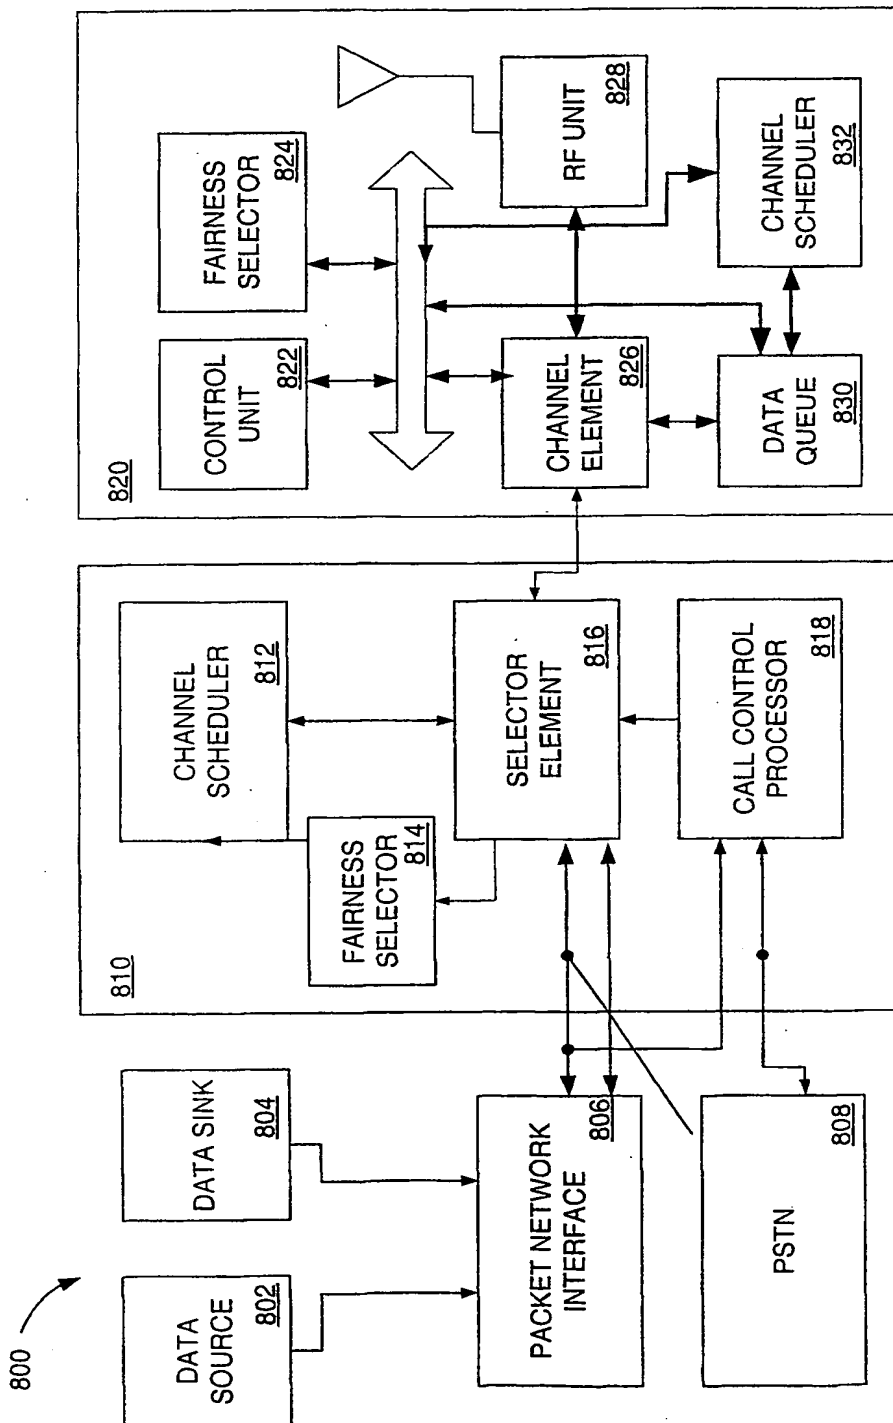 800
DATA
SOURCE
802
DATA SINK
804
PACKET NETWORK
INTERFACE
806
PSTN
808
810
CHANNEL
SCHEDULER
812
FAIRNESS
SELECTOR
814
SELECTOR
ELEMENT
816
CALL CONTROL
PROCESSOR
818
820
CONTROL
UNIT
822
FAIRNESS
SELECTOR
824
CHANNEL
ELEMENT
826
RF UNIT
828
DATA
QUEUE
830
CHANNEL
SCHEDULER
832